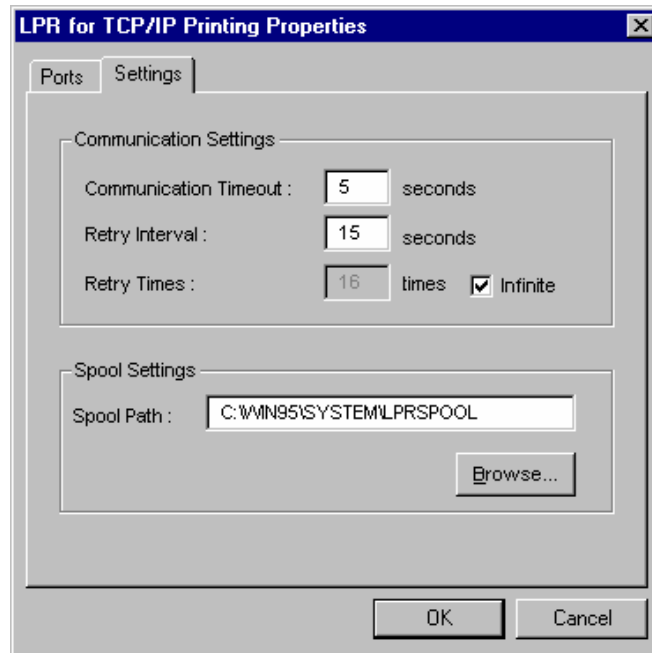 LPR for TCP/IP Printing Properties
Ports Settings
Communication Settings
Communication Timeout : 5 seconds
Retry Interval : 15 seconds
Retry Times : 16 times Infinite
Spool Settings
Spool Path : C:\WIN95\SYSTEM\LPRSPOOL
Browse...
OK Cancel